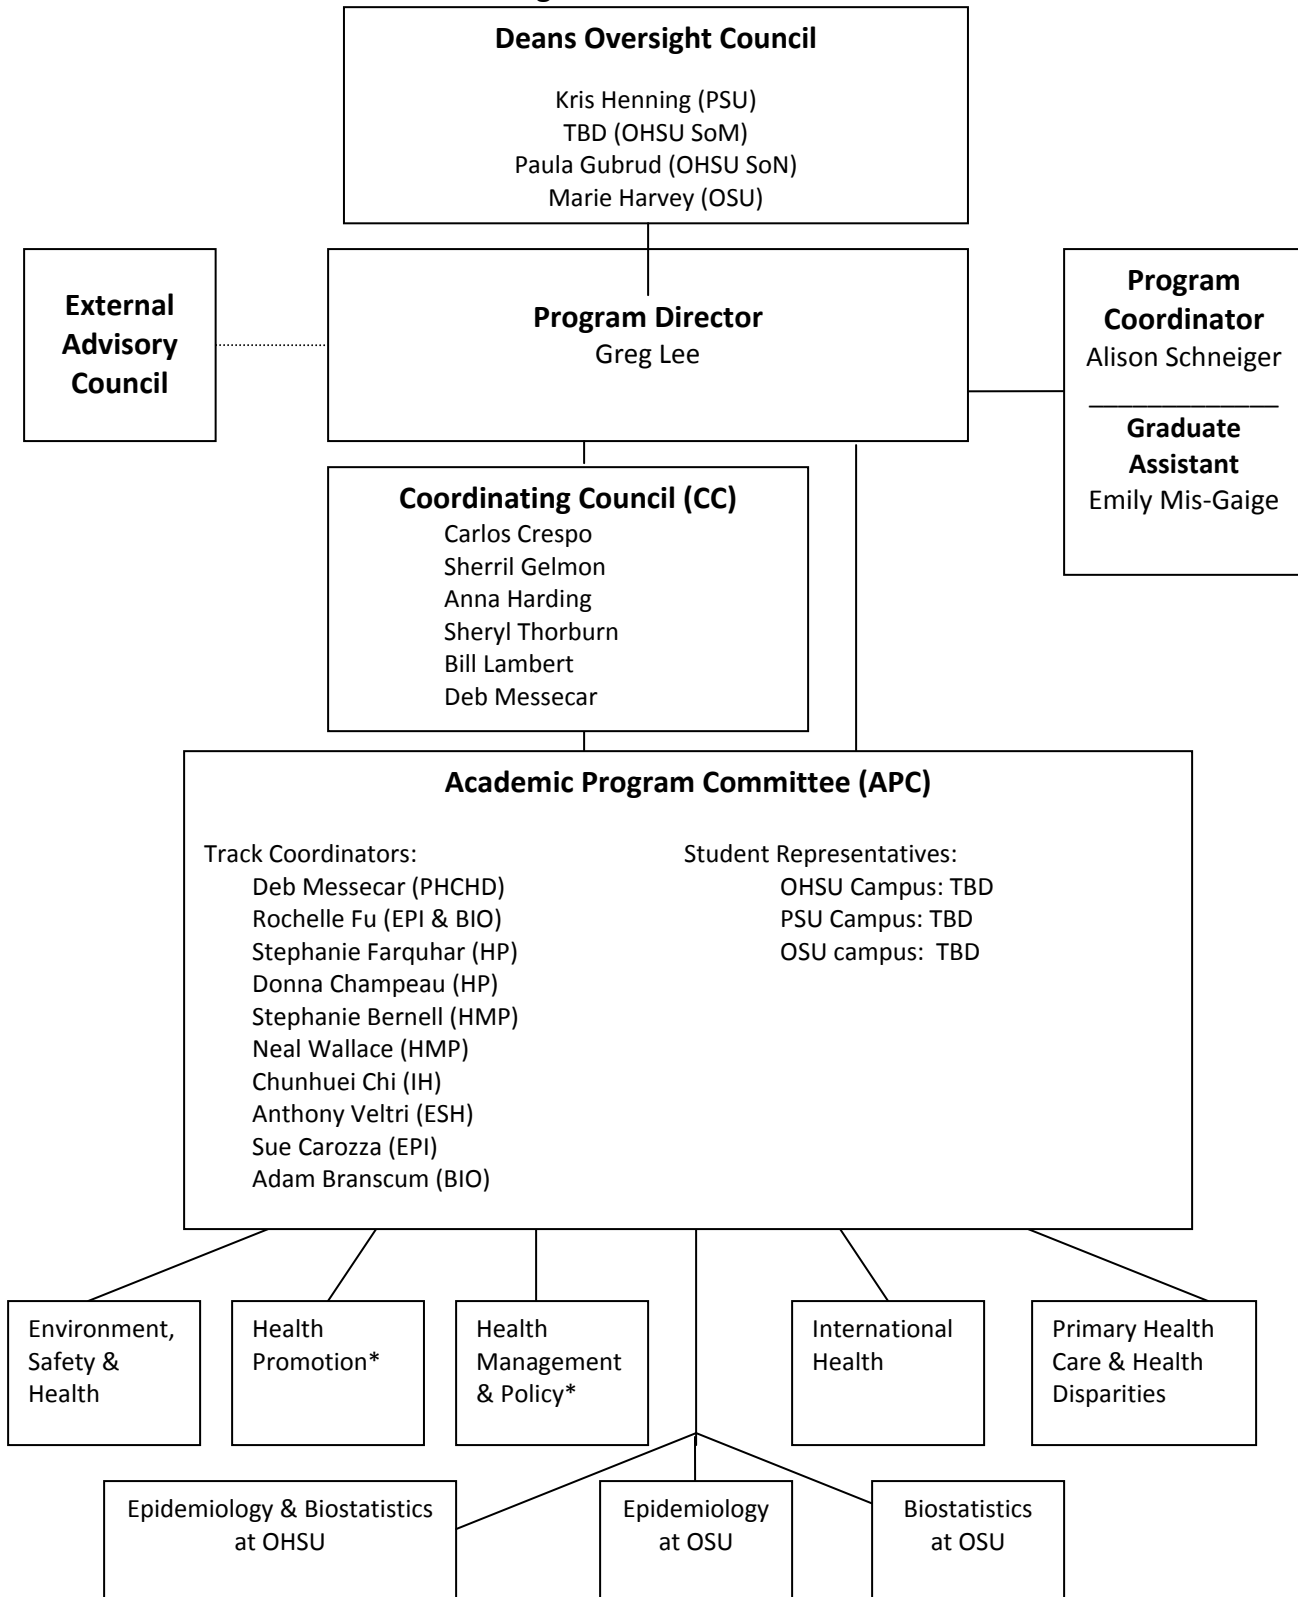 Deans Oversight Council
Kris Henning (PSU)
TBD (OHSU SoM)
Paula Gubrud (OHSU SoN)
Marie Harvey (OSU)
External
Advisory
Council
Program Director
Greg Lee
Program
Coordinator
Alison Schneiger
Graduate
Assistant
Emily Mis-Gaige
Coordinating Council (CC)
Carlos Crespo
Sherril Gelmon
Anna Harding
Sheryl Thorburn
Bill Lambert
Deb Messecar
Academic Program Committee (APC)
Track Coordinators:
Deb Messecar (PHCHD)
Rochelle Fu (EPI & BIO)
Stephanie Farquhar (HP)
Donna Champeau (HP)
Stephanie Bernell (HMP)
Neal Wallace (HMP)
Chunhuei Chi (IH)
Anthony Veltri (ESH)
Sue Carozza (EPI)
Adam Branscum (BIO)
Student Representatives:
OHSU Campus: TBD
PSU Campus: TBD
OSU campus:  TBD
Environment,
Safety &
Health
Health
Promotion*
Health
Management
& Policy*
International
Health
Primary Health
Care & Health
Disparities
Epidemiology & Biostatistics
at OHSU
Epidemiology
at OSU
Biostatistics
at OSU